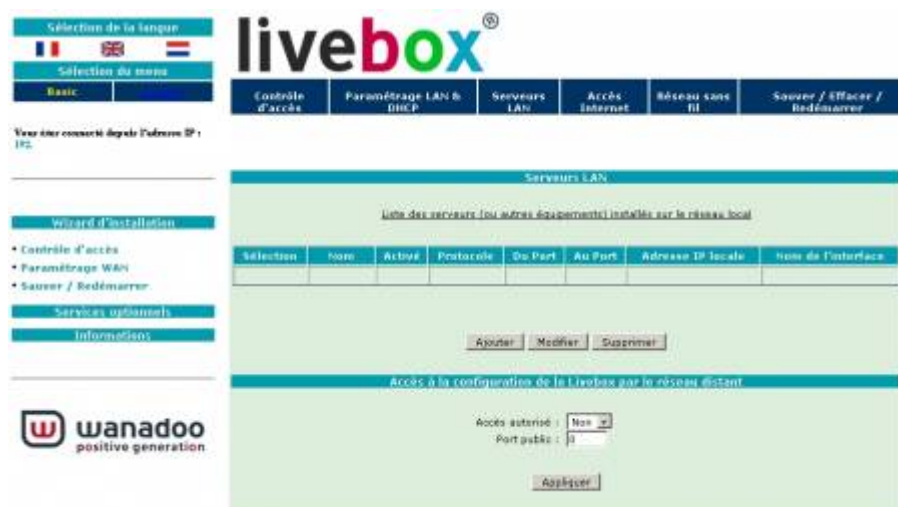 Sélection de la langue
Sélection du menu
Basic
livebox®
Contrôle d'accès
Paramétrage LAN & DHCP
Serveurs LAN
Accès Internet
Réseau sans fil
Sauver / Effacer / Redémarrer
Vous êtes connecté depuis l'adresse IP :
192.
Wizard d'installation
• Contrôle d'accès
• Paramétrage WAN
• Sauver / Redémarrer
Services optionnels
Informations
wanadoo
positive generation
Serveurs LAN
Liste des serveurs (ou autres équipements) installés sur le réseau local
Sélection Nom Activé Protocole Du Port Au Port Adresse IP locale Nom de l'interface
Ajouter Modifier Supprimer
Accès à la configuration de la Livebox par le réseau distant
Accès autorisé : Non
Port public : 0
Appliquer